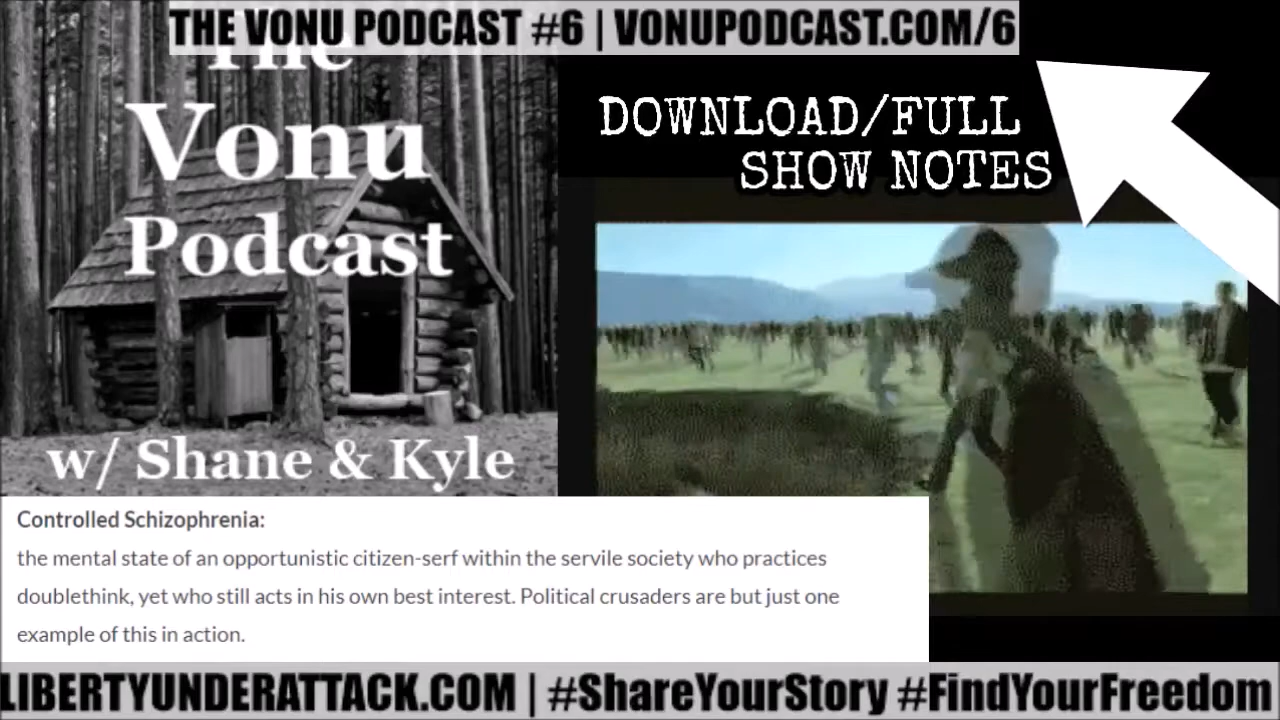 THE VONU PODCAST #6 | VONUPODCAST.COM/6
The
Vonu
Podcast
w/ Shane & Kyle
DOWNLOAD/FULL
SHOW NOTES
Controlled Schizophrenia:
the mental state of an opportunistic citizen-serf within the servile society who practices
doublethink, yet who still acts in his own best interest. Political crusaders are but just one
example of this in action.
LIBERTYUNDERATTACK.COM | #ShareYourStory #FindYourFreedom